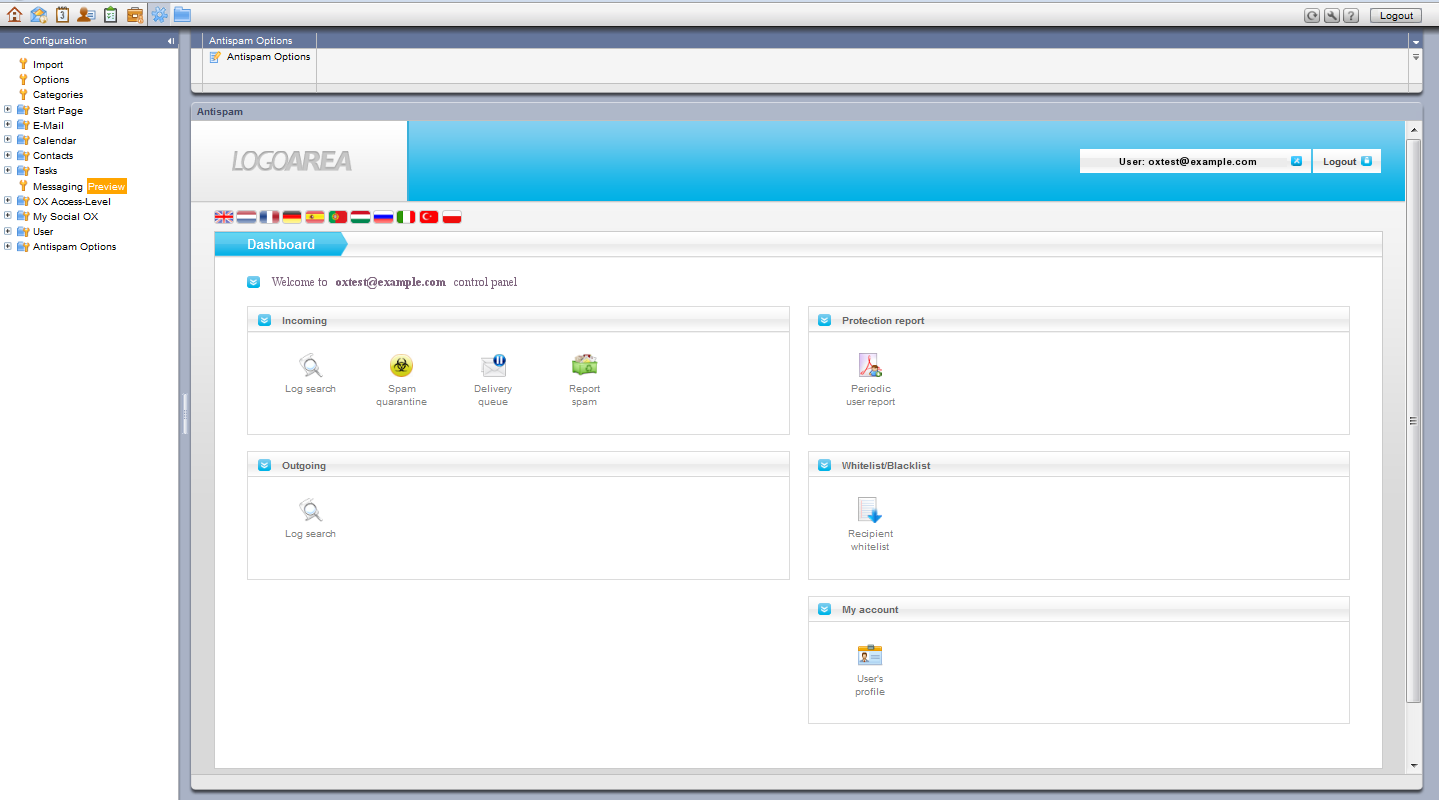 3
?
Logout
Configuration
Import
Options
Categories
Start Page
E-Mail
Calendar
Contacts
Tasks
Messaging Preview
OX Access-Level
My Social OX
User
Antispam Options
Antispam Options
Antispam Options
Antispam
LOGOAREA
User: oxtest@example.com
Logout
Dashboard
Welcome to oxtest@example.com control panel
Incoming
Log search
Spam
quarantine
Delivery
queue
Report
spam
Protection report
Periodic
user report
Outgoing
Log search
Whitelist/Blacklist
Recipient
whitelist
My account
User's
profile